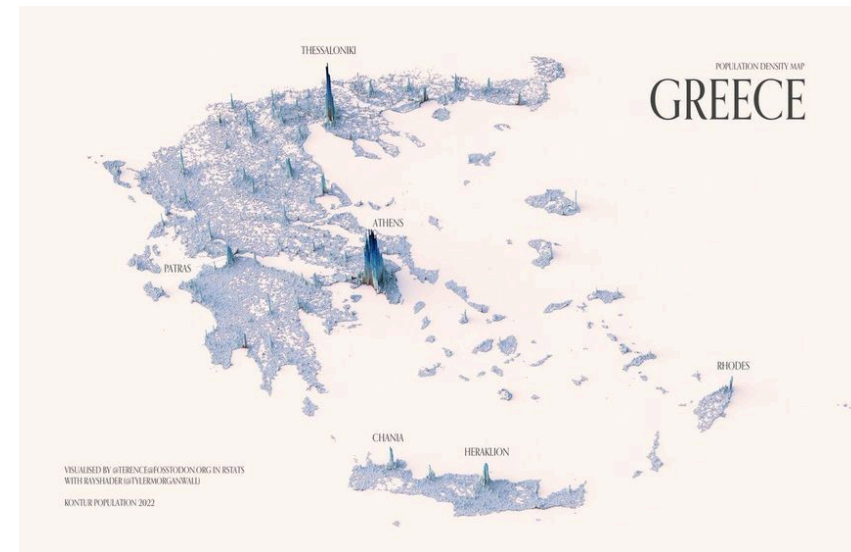 THESSALONIKI
POPULATION DENSITY MAP
GREECE
ATHENS
PATRAS
RHODES
CHANIA
HERAKLION
VISUALISED BY @TERENCE@FOSSTODON.ORG IN RSTATS
WITH RAYSHADER (@TYLERMORGANWALL)
KONTUR POPULATION 2022